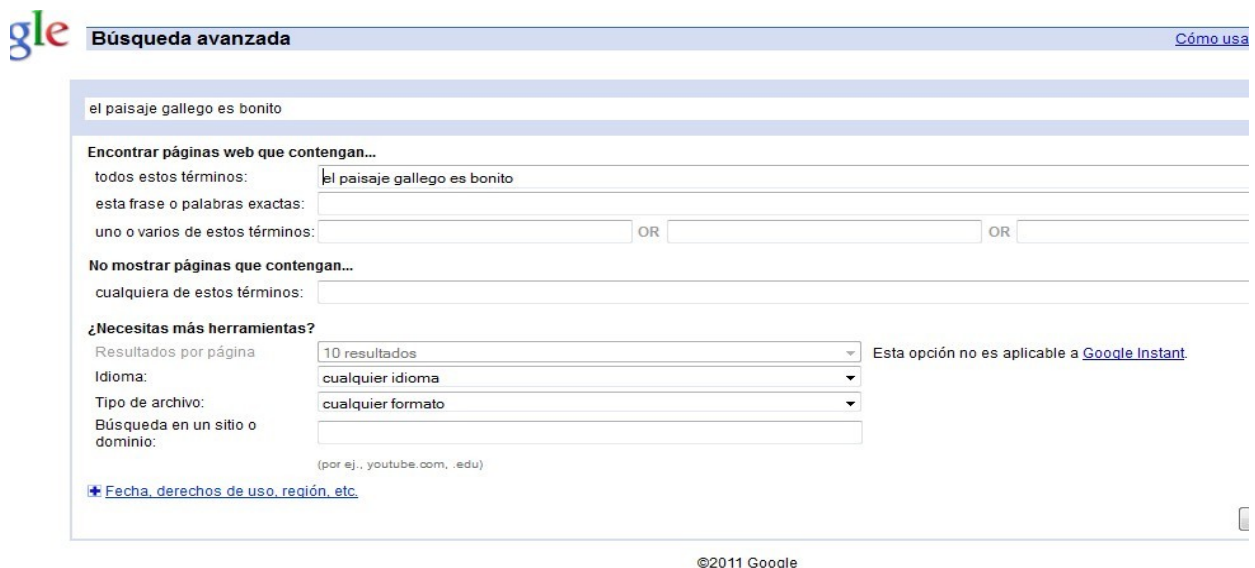 gle Búsqueda avanzada Cómo usa
el paisaje gallego es bonito
Encontrar páginas web que contengan...
todos estos términos: el paisaje gallego es bonito
esta frase o palabras exactas:
uno o varios de estos términos: OR OR
No mostrar páginas que contengan...
cualquiera de estos términos:
¿Necesitas más herramientas?
Resultados por página 10 resultados Esta opción no es aplicable a Google Instant.
Idioma: cualquier idioma
Tipo de archivo: cualquier formato
Búsqueda en un sitio o
dominio:
(por ej., youtube.com, .edu)
Fecha, derechos de uso, región, etc.
©2011 Google